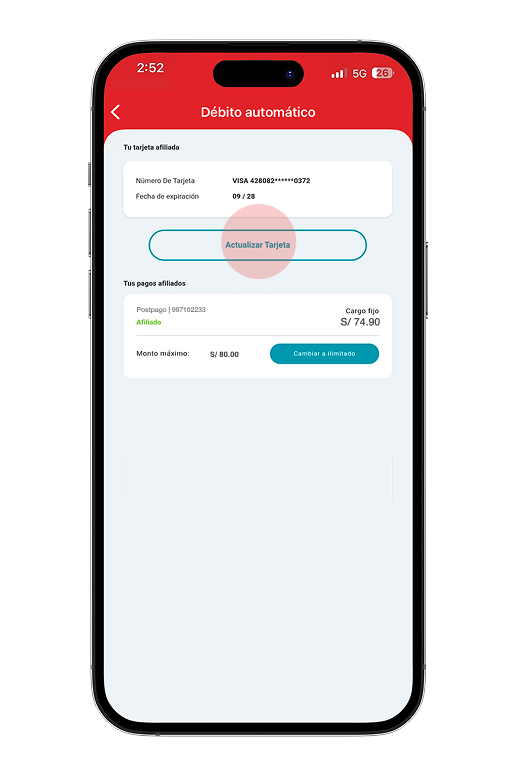 2:52
5G 26
Débito automático
Tu tarjeta afiliada
Número De Tarjeta VISA 428082******0372
Fecha de expiración 09 / 28
Actualizar Tarjeta
Tus pagos afiliados
Postpago | 997102233 Cargo fijo
Afiliado S/ 74.90
Monto máximo: S/ 80.00 Cambiar a ilimitado